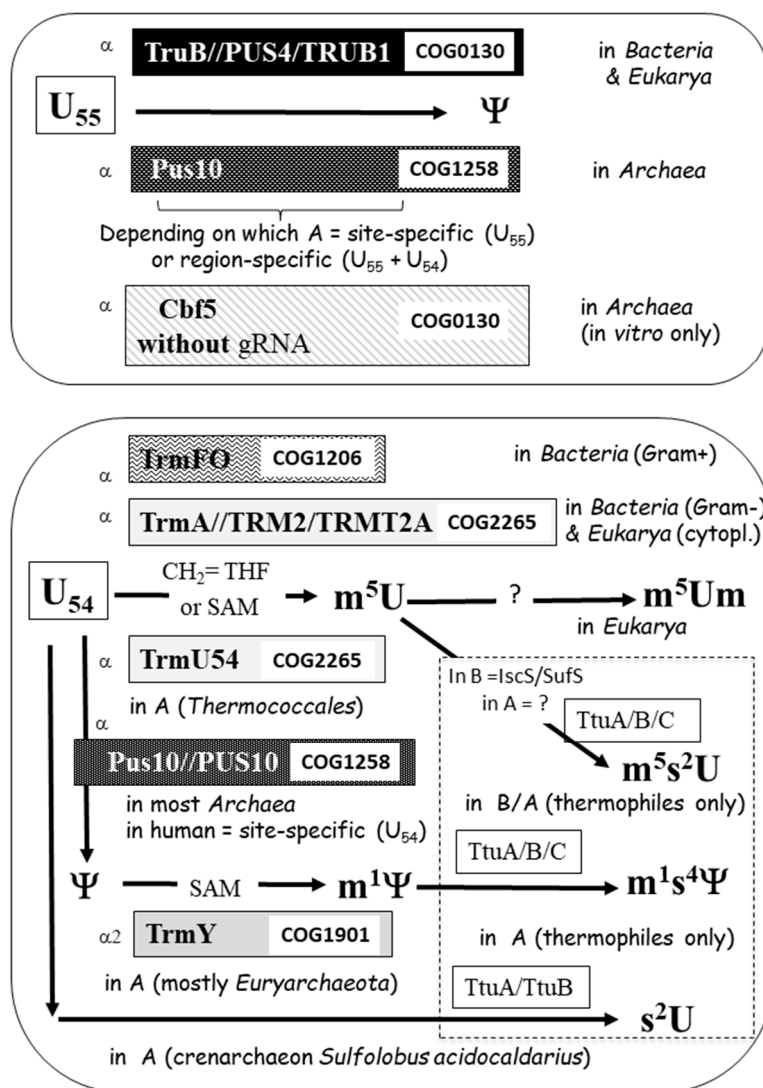 α TruB//PUS4/TRUB1 COG0130 in Bacteria
& Eukarya
U₅₅ Ψ
α Pus10 COG1258 in Archaea
Depending on which A = site-specific (U₅₅)
or region-specific (U₅₅ + U₅₄)
α Cbf5 COG0130 in Archaea
without gRNA (in vitro only)
α TrmFO COG1206 in Bacteria (Gram+)
α TrmA//TRM2/TRMT2A COG2265 in Bacteria (Gram-)
& Eukarya (cytopl.)
U₅₄ CH₂= THF m⁵U ? m⁵Um
or SAM
in Eukarya
α TrmU54 COG2265
In B =IscS/SufS
in A (Thermococcales) in A = ?
TtuA/B/C
α Pus10//PUS10 COG1258 m⁵s²U
in most Archaea in B/A (thermophiles only)
in human = site-specific (U₅₄)
TtuA/B/C
Ψ SAM m¹Ψ m¹s⁴Ψ
α2 TrmY COG1901 in A (thermophiles only)
in A (mostly Euryarchaeota)
TtuA/TtuB
s²U
in A (crenarchaeon Sulfolobus acidocaldarius)